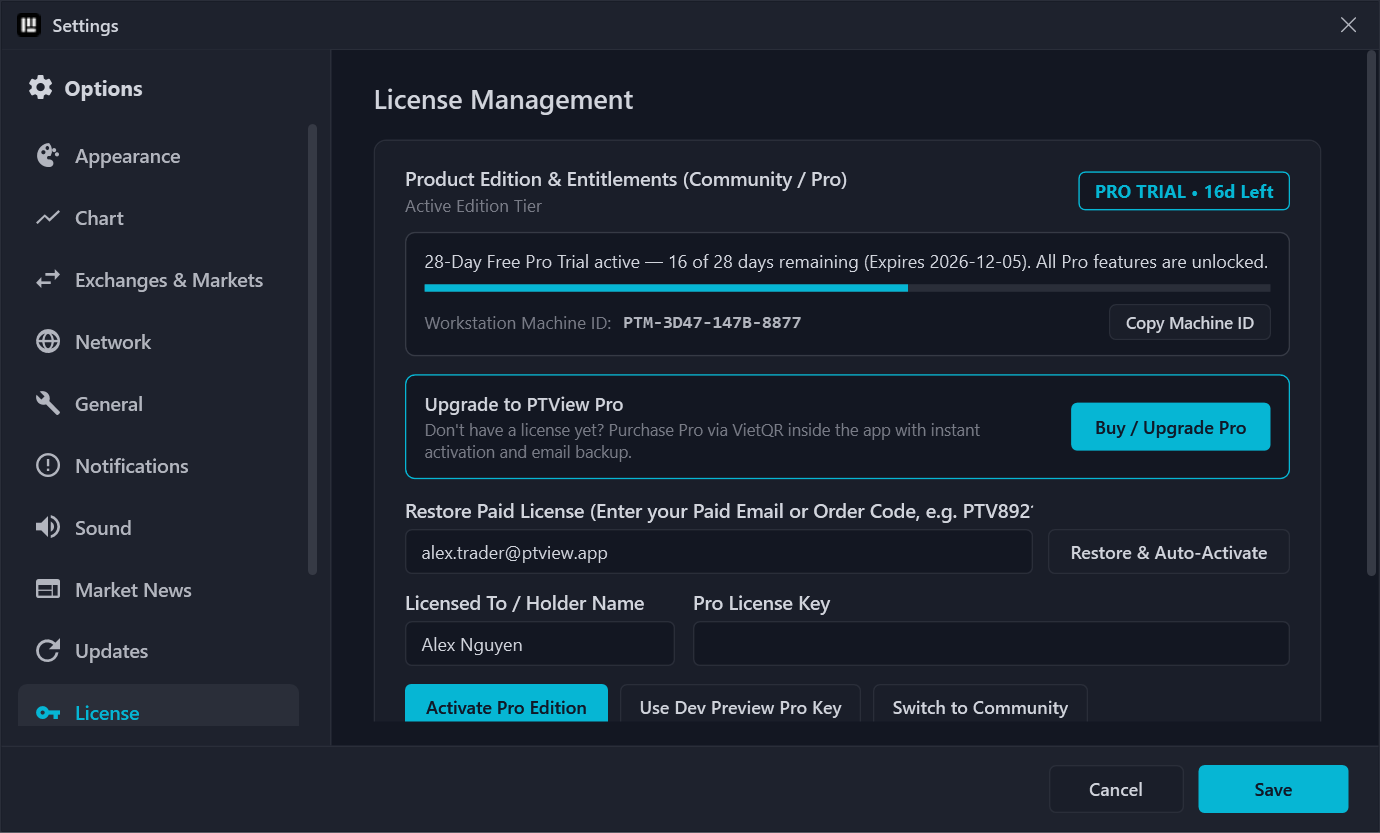 Settings
Options
Appearance
Chart
Exchanges & Markets
Network
General
Notifications
Sound
Market News
Updates
License
License Management
Product Edition & Entitlements (Community / Pro)
Active Edition Tier
PRO TRIAL • 16d Left
28-Day Free Pro Trial active — 16 of 28 days remaining (Expires 2026-12-05). All Pro features are unlocked.
Workstation Machine ID: PTM-3D47-147B-8877
Copy Machine ID
Upgrade to PTView Pro
Don't have a license yet? Purchase Pro via VietQR inside the app with instant
activation and email backup.
Buy / Upgrade Pro
Restore Paid License (Enter your Paid Email or Order Code, e.g. PTV892
alex.trader@ptview.app
Restore & Auto-Activate
Licensed To / Holder Name
Pro License Key
Alex Nguyen
Activate Pro Edition
Use Dev Preview Pro Key
Switch to Community
Cancel
Save